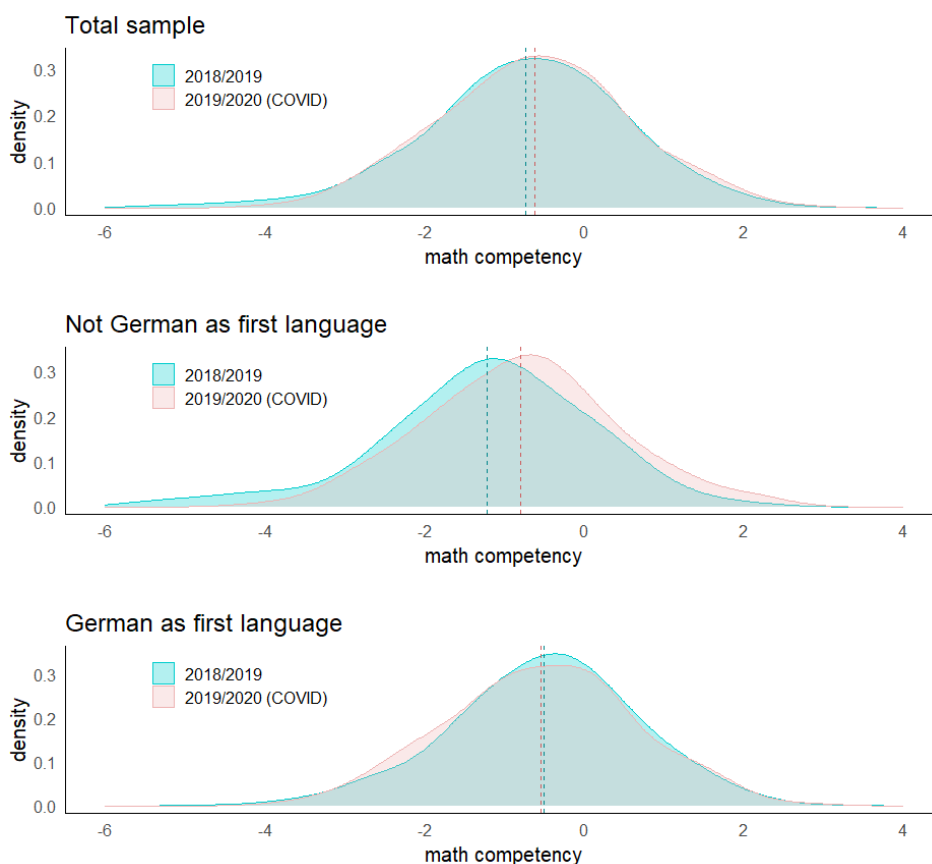 Total sample
2018/2019
2019/2020 (COVID)
density
0.3
0.2
0.1
0.0
-6 -4 -2 0 2 4
math competency
Not German as first language
2018/2019
2019/2020 (COVID)
density
0.3
0.2
0.1
0.0
-6 -4 -2 0 2 4
math competency
German as first language
2018/2019
2019/2020 (COVID)
density
0.3
0.2
0.1
0.0
-6 -4 -2 0 2 4
math competency